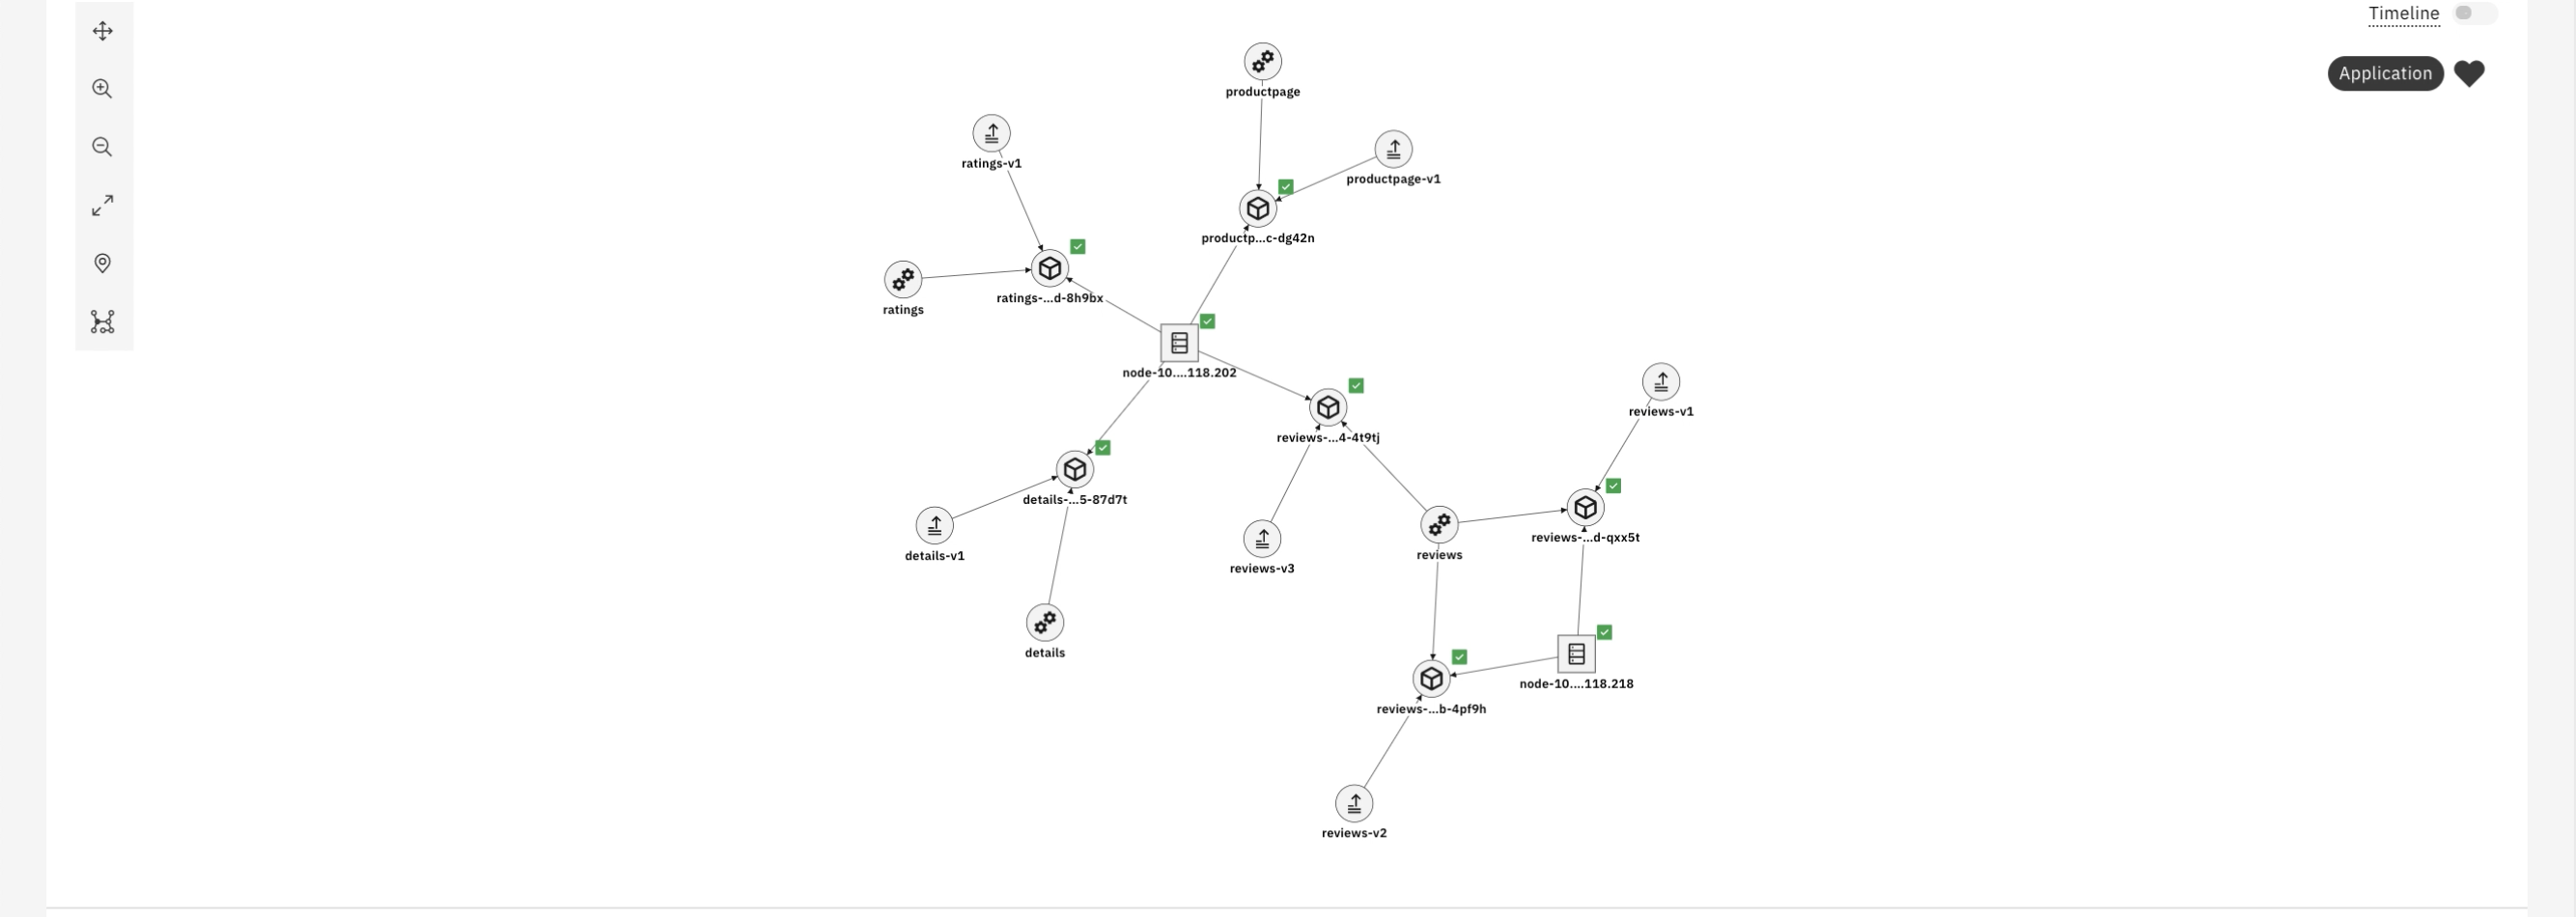 Timeline
Application
productpage
ratings-v1
productpage-v1
productp...c-dg42n
ratings-...d-8h9bx
ratings
node-10....118.202
reviews-v1
reviews-...4-4t9tj
details-...5-87d7t
reviews-...d-qxx5t
details-v1
reviews
reviews-v3
details
node-10....118.218
reviews-...b-4pf9h
reviews-v2